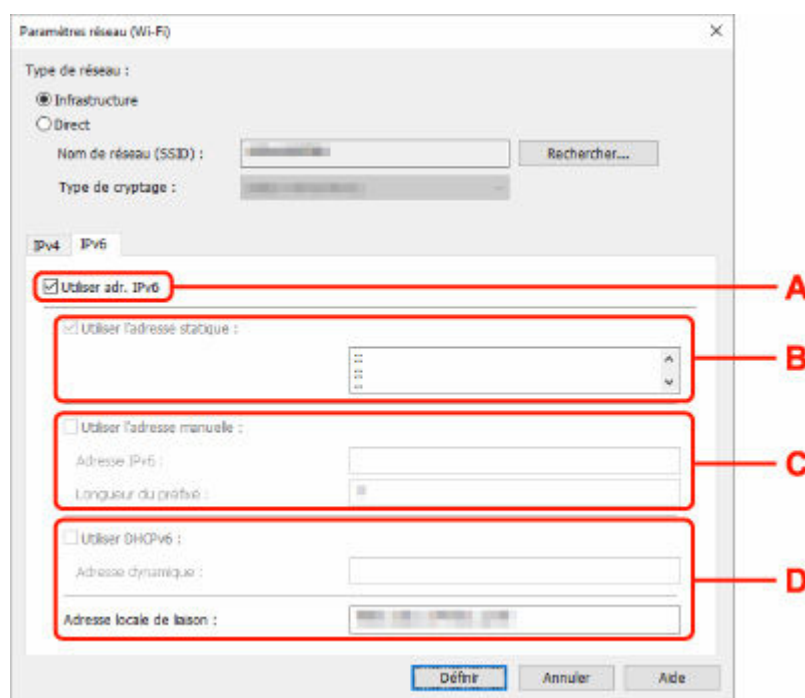 Paramètres réseau (Wi-Fi)
Type de réseau :
Infrastructure
Direct
Nom de réseau (SSID) :
Rechercher...
Type de cryptage :
IPv4 IPv6
Utiliser adr. IPv6
A
Utiliser l'adresse statique :
::
::
::
B
Utiliser l'adresse manuelle :
Adresse IPv6 :
C
Longueur du préfixe :
Utiliser DHCPv6 :
Adresse dynamique :
D
Adresse locale de liaison :
Définir Annuler Aide